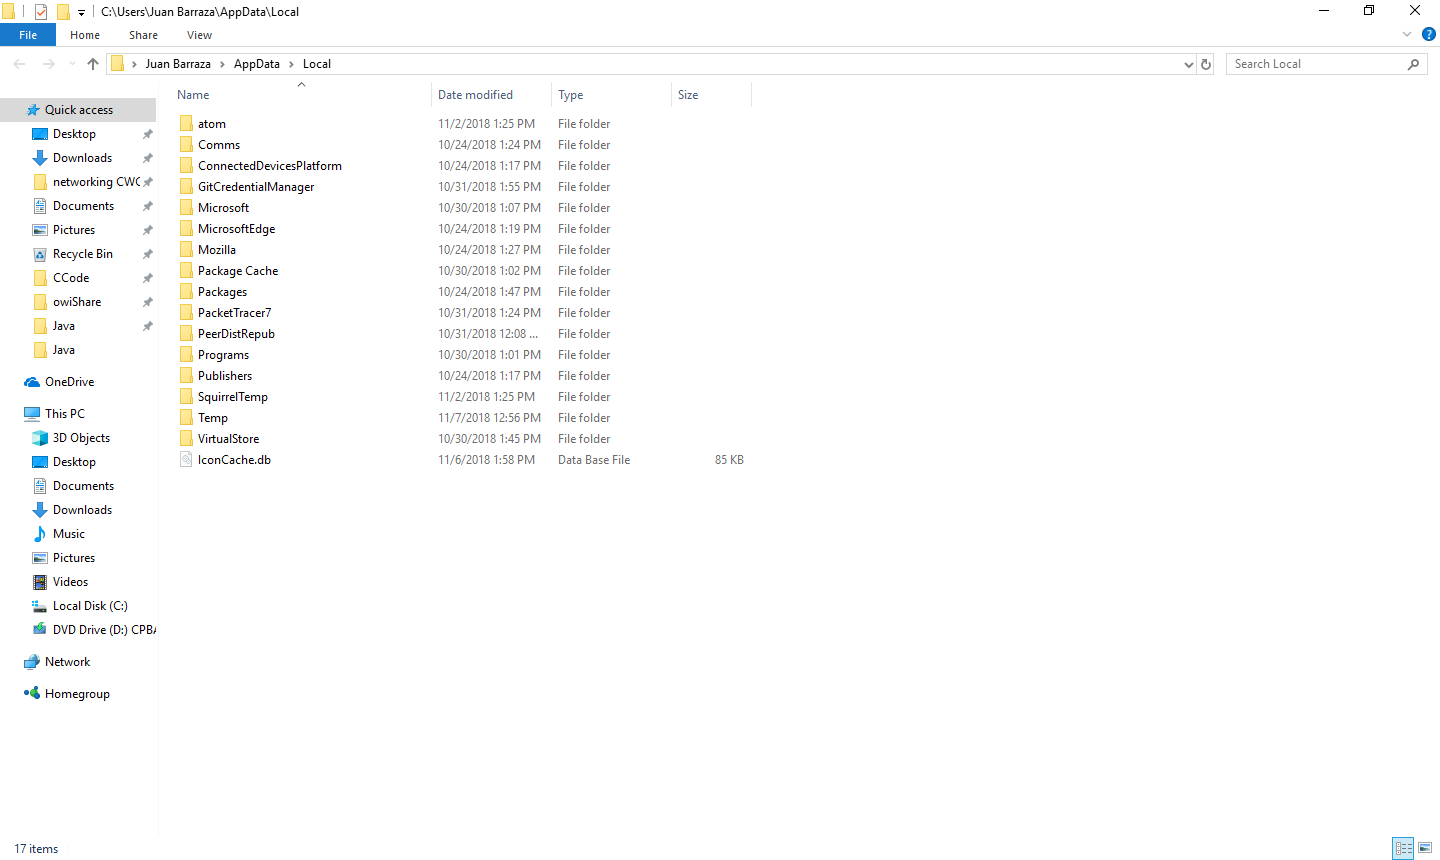 C:\Users\Juan Barraza\AppData\Local
File Home Share View
Juan Barraza > AppData > Local
Search Local
Name Date modified Type Size
Quick access
Desktop
Downloads
networking CWC
Documents
Pictures
Recycle Bin
CCode
owiShare
Java
Java
OneDrive
This PC
3D Objects
Desktop
Documents
Downloads
Music
Pictures
Videos
Local Disk (C:)
DVD Drive (D:) CPBA
Network
Homegroup
atom 11/2/2018 1:25 PM File folder
Comms 10/24/2018 1:24 PM File folder
ConnectedDevicesPlatform 10/24/2018 1:17 PM File folder
GitCredentialManager 10/31/2018 1:55 PM File folder
Microsoft 10/30/2018 1:07 PM File folder
MicrosoftEdge 10/24/2018 1:19 PM File folder
Mozilla 10/24/2018 1:27 PM File folder
Package Cache 10/30/2018 1:02 PM File folder
Packages 10/24/2018 1:47 PM File folder
PacketTracer7 10/31/2018 1:24 PM File folder
PeerDistRepub 10/31/2018 12:08 ... File folder
Programs 10/30/2018 1:01 PM File folder
Publishers 10/24/2018 1:17 PM File folder
SquirrelTemp 11/2/2018 1:25 PM File folder
Temp 11/7/2018 12:56 PM File folder
VirtualStore 10/30/2018 1:45 PM File folder
IconCache.db 11/6/2018 1:58 PM Data Base File 85 KB
17 items